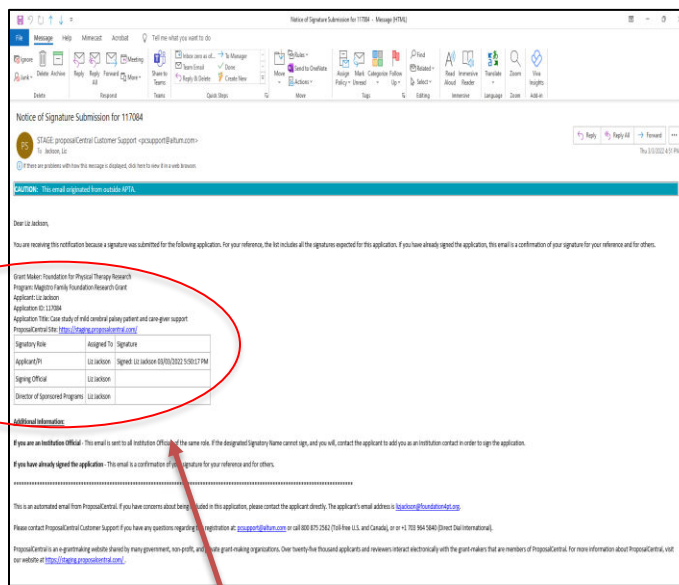 Notice of Signature Submission for 117084 - Message (HTML)
File Message Help Mimecast Acrobat Tell me what you want to do
Ignore
Junk
Delete Archive
Reply Reply All Forward
Meeting
More
Share to Teams
Inbox zero as of...
Team Email
Reply & Delete
To Manager
Done
Create New
Move
Rules
Send to OneNote
Actions
Assign Policy Mark Unread Categorize Follow Up
Find
Related
Select
Read Aloud Immersive Reader
Translate
Zoom
Viva Insights
Delete Respond Teams Quick Steps Move Tags Editing Immersive Language Zoom Add-in
Notice of Signature Submission for 117084
PS
STAGE: proposalCentral Customer Support <pcsupport@altum.com>
To Jackson, Liz
Reply Reply All Forward
Thu 3/3/2022 4:51 PM
If there are problems with how this message is displayed, click here to view it in a web browser.
CAUTION: This email originated from outside APTA.
Dear Liz Jackson,
You are receiving this notification because a signature was submitted for the following application. For your reference, the list includes all the signatures expected for this application. If you have already signed the application, this email is a confirmation of your signature for your reference and for others.
Grant Maker: Foundation for Physical Therapy Research
Program: Magistro Family Foundation Research Grant
Applicant: Liz Jackson
Application ID: 117084
Application Title: Case study of mild cerebral palsey patient and care-giver support
ProposalCentral Site: https://staging.proposalcentral.com/
Signatory Role Assigned To Signature
Applicant/PI Liz Jackson Signed: Liz Jackson 03/03/2022 5:50:17 PM
Signing Official Liz Jackson
Director of Sponsored Programs Liz Jackson
Additional Information:
If you are an Institution Official - This email is sent to all Institution Officials of the same role. If the designated Signatory Name cannot sign, and you will, contact the applicant to add you as an institution contact in order to sign the application.
If you have already signed the application - This email is a confirmation of your signature for your reference and for others.
This is an automated email from ProposalCentral. If you have concerns about being included in this application, please contact the applicant directly. The applicant's email address is lizjackson@foundation4pt.org.
Please contact ProposalCentral Customer Support if you have any questions regarding this registration at: pcsupport@altum.com or call 800 875 2562 (Toll-free U.S. and Canada), or or +1 703 964 5840 (Direct Dial International).
ProposalCentral is an e-grantmaking website shared by many government, non-profit, and private grant-making organizations. Over twenty-five thousand applicants and reviewers interact electronically with the grant-makers that are members of ProposalCentral. For more information about ProposalCentral, visit
our website at https://staging.proposalcentral.com/ .